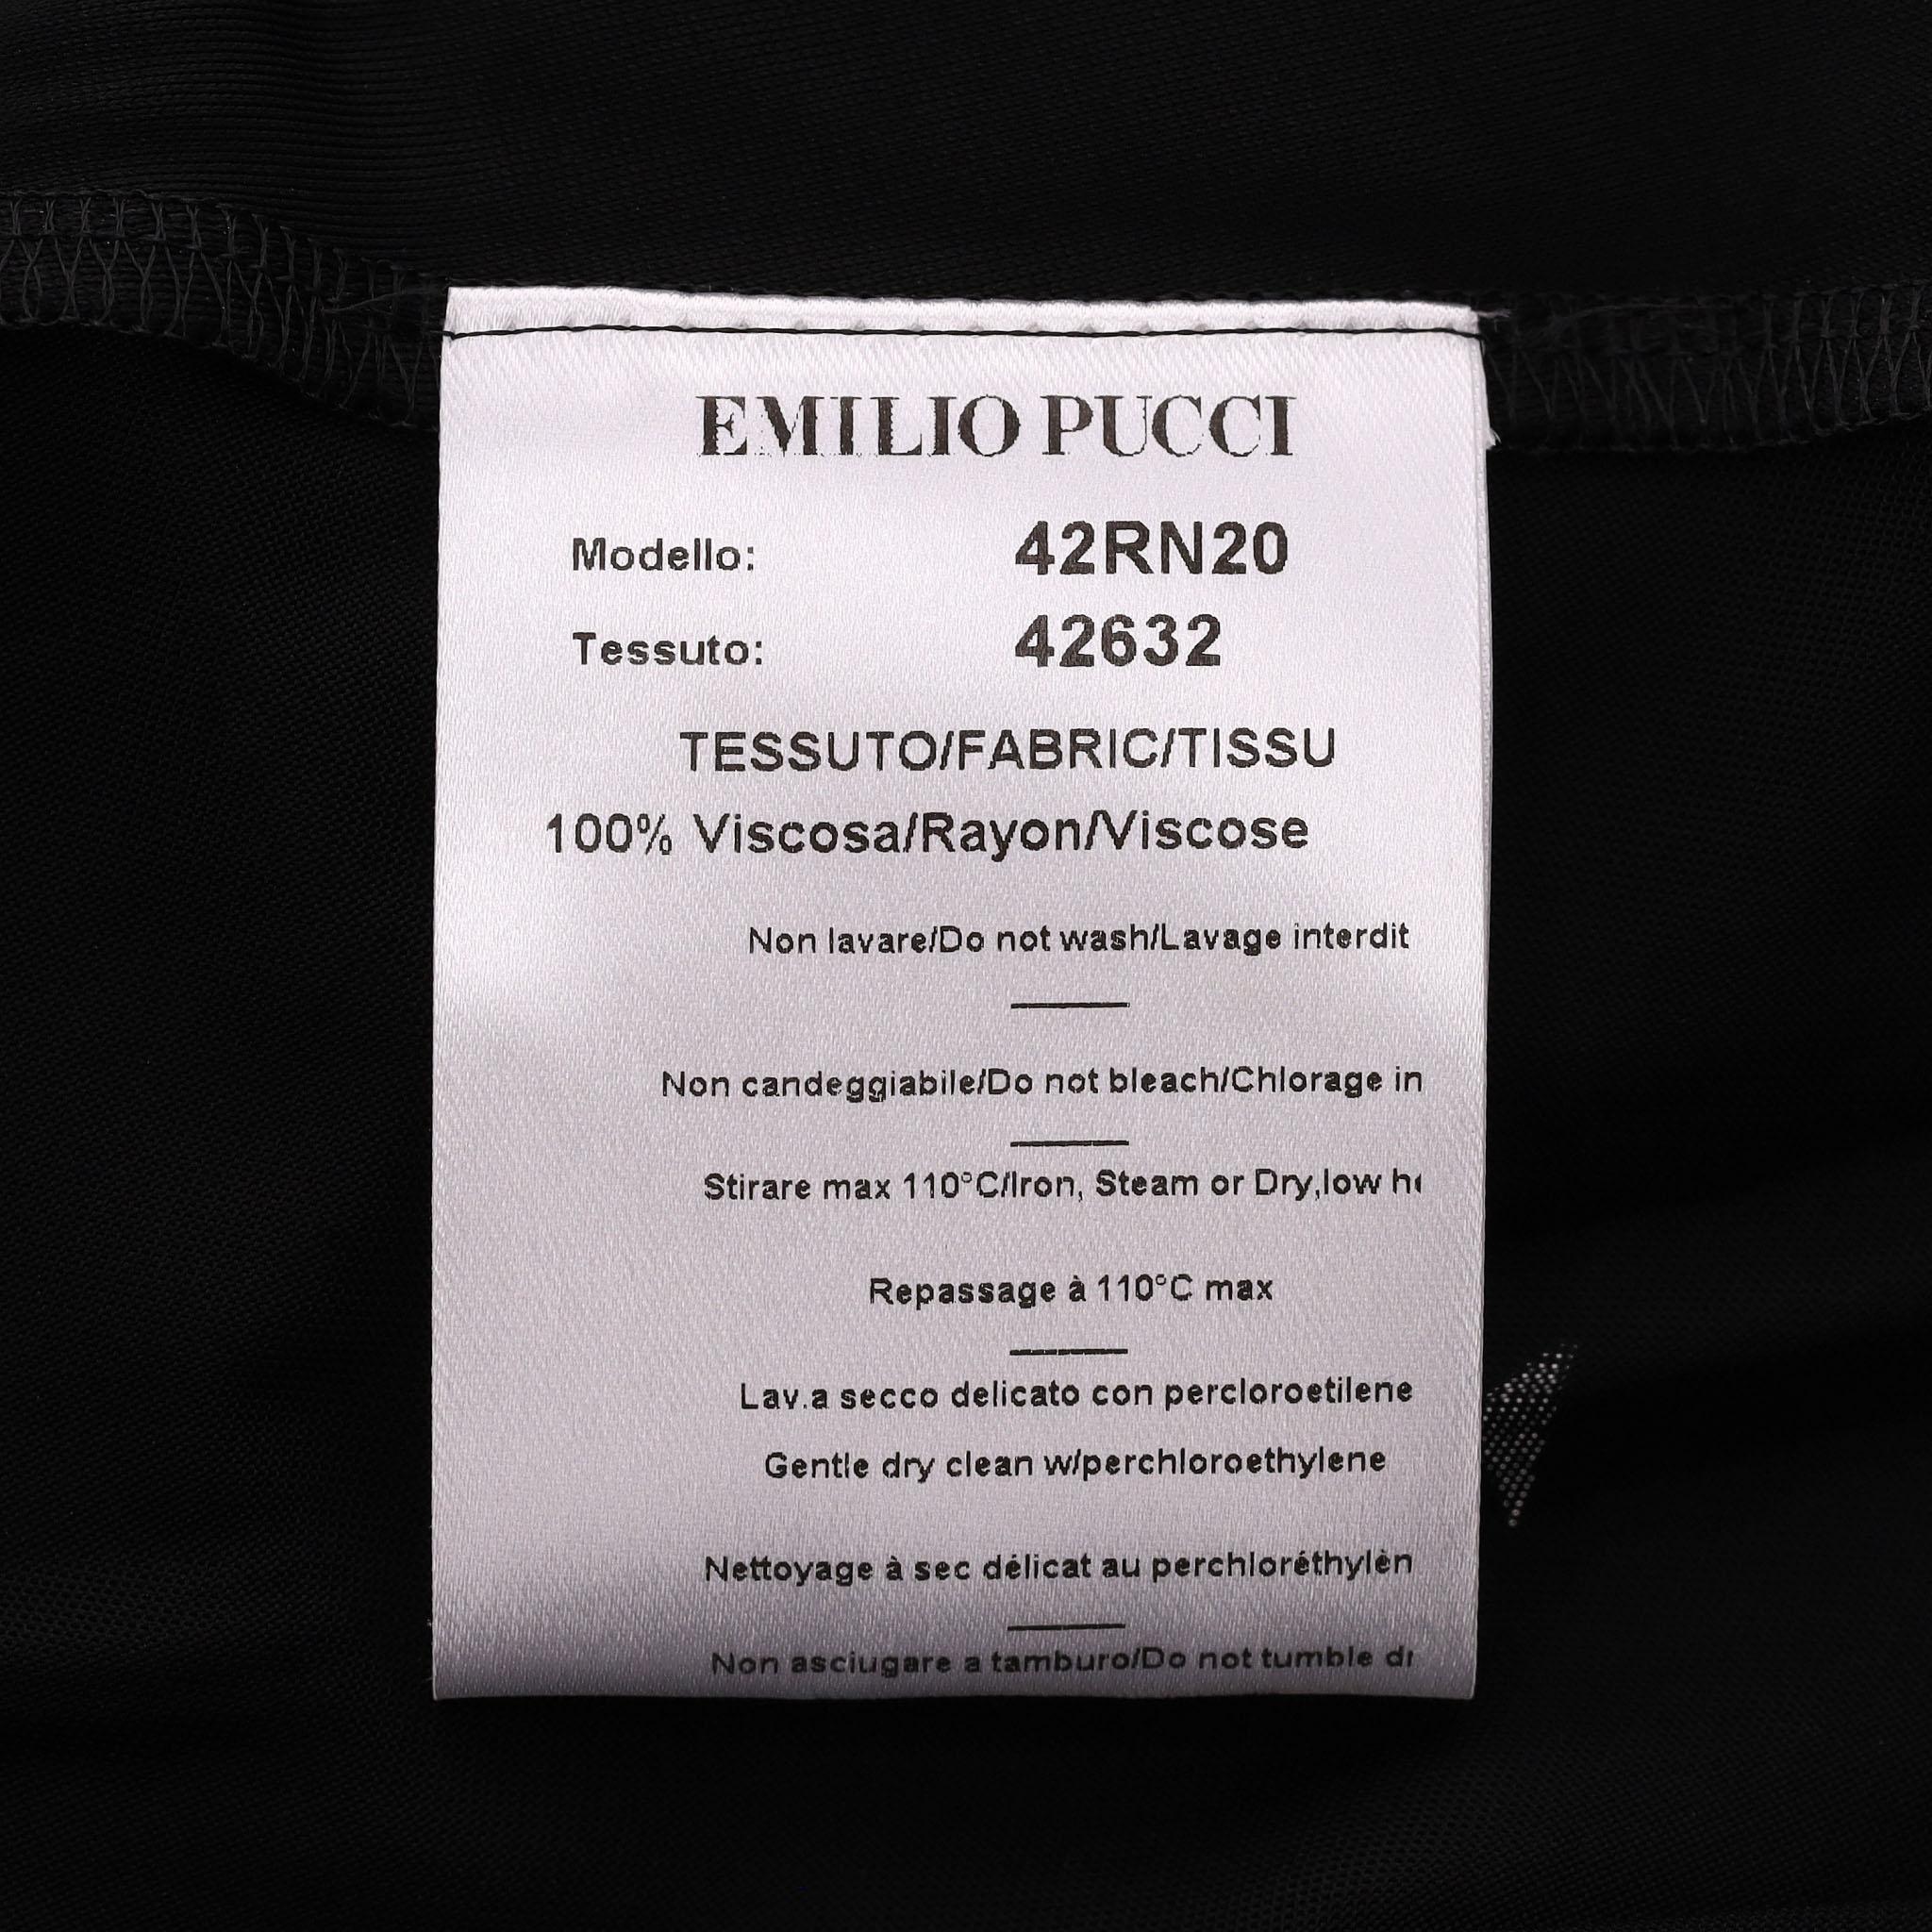 EMILIO PUCCI
Modello: 42RN20
Tessuto: 42632
TESSUTO/FABRIC/TISSU
100% Viscosa/Rayon/Viscose
Non lavare/Do not wash/Lavage interdit
Non candeggiabile/Do not bleach/Chlorage in
Stirare max 110°C/Iron, Steam or Dry,low
Repassage à 110°C max
Lav.a secco delicato con percloroetilene
Gentle dry clean w/perchloroethylene
Nettoyage à sec délicat au perchloréthylèn
Non asciugare a tamburo/Do not tumble